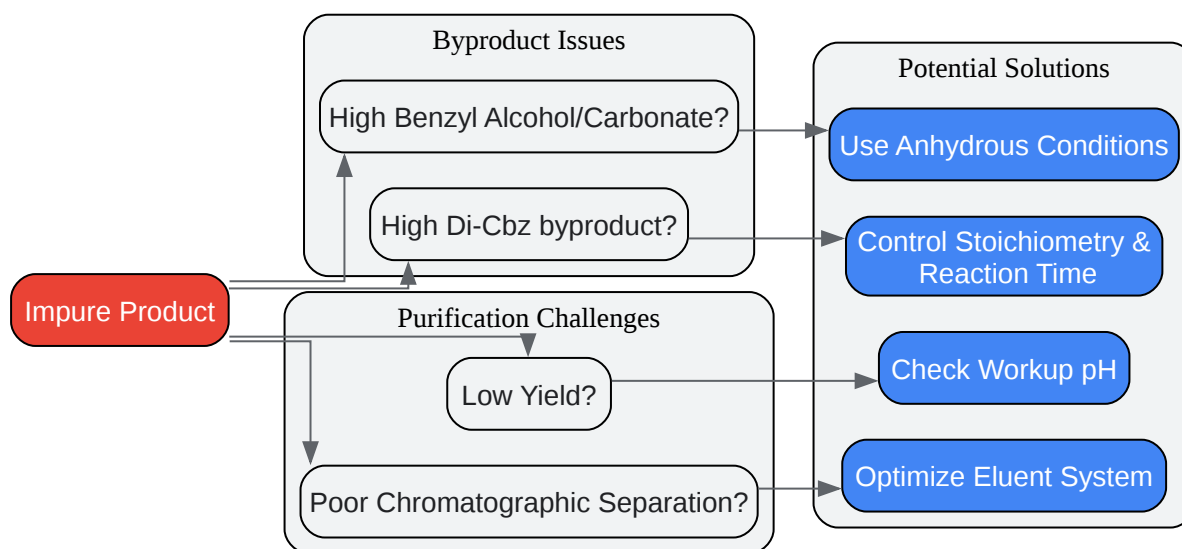 Byproduct Issues
High Benzyl Alcohol/Carbonate?
High Di-Cbz byproduct?
Impure Product
Purification Challenges
Low Yield?
Poor Chromatographic Separation?
Potential Solutions
Use Anhydrous Conditions
Control Stoichiometry &
Reaction Time
Check Workup pH
Optimize Eluent System